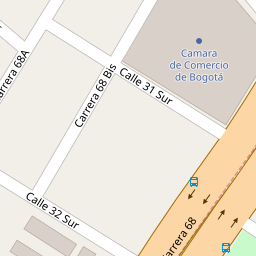 Camara
de Comercio
de Bogotá
Calle 31 Sur
Carrera 68 Bis
Carrera 68A
Calle 32 Sur
Carrera 68